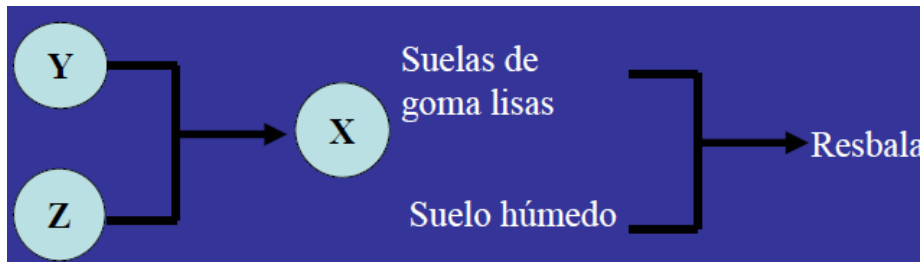 Y
Z
X
Suelas de
goma lisas
Suelo húmedo
Resbala